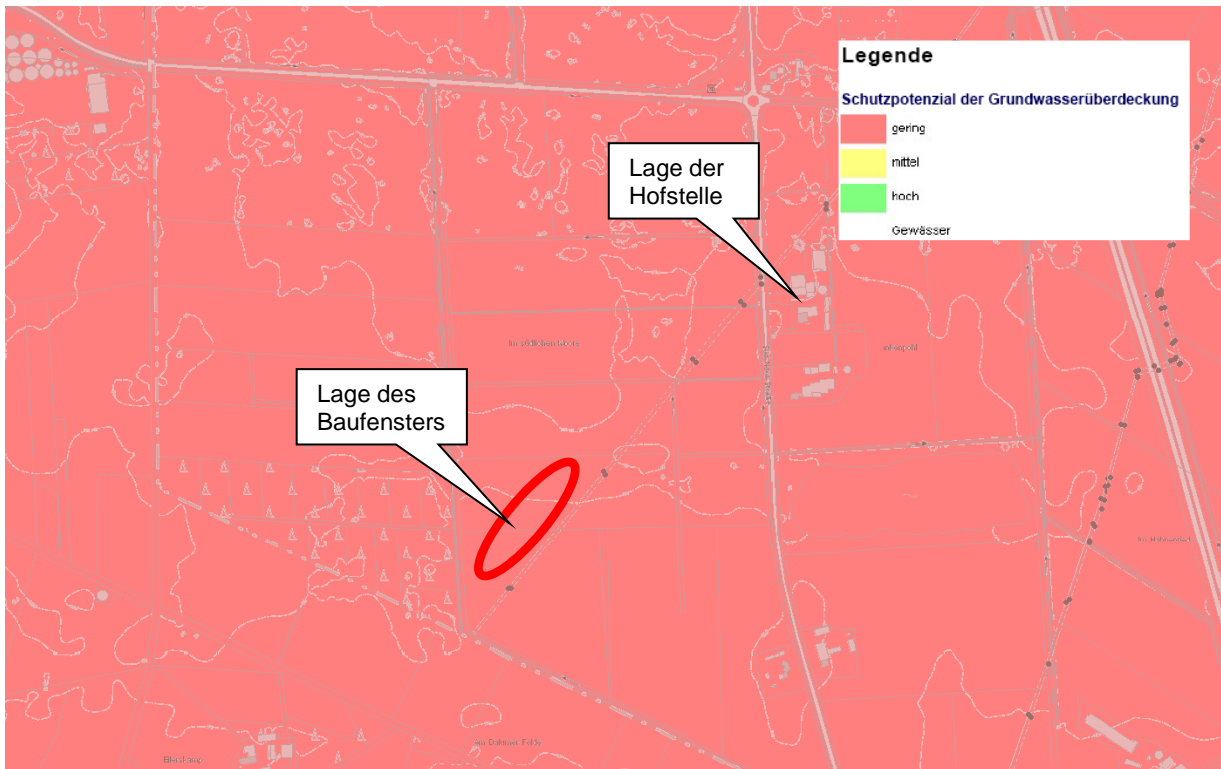 Legende
Schutzpotenzial der Grundwasserüberdeckung
gering
mittel
hoch
Gewässer
Lage der
Hofstelle
Lage des
Baufensters